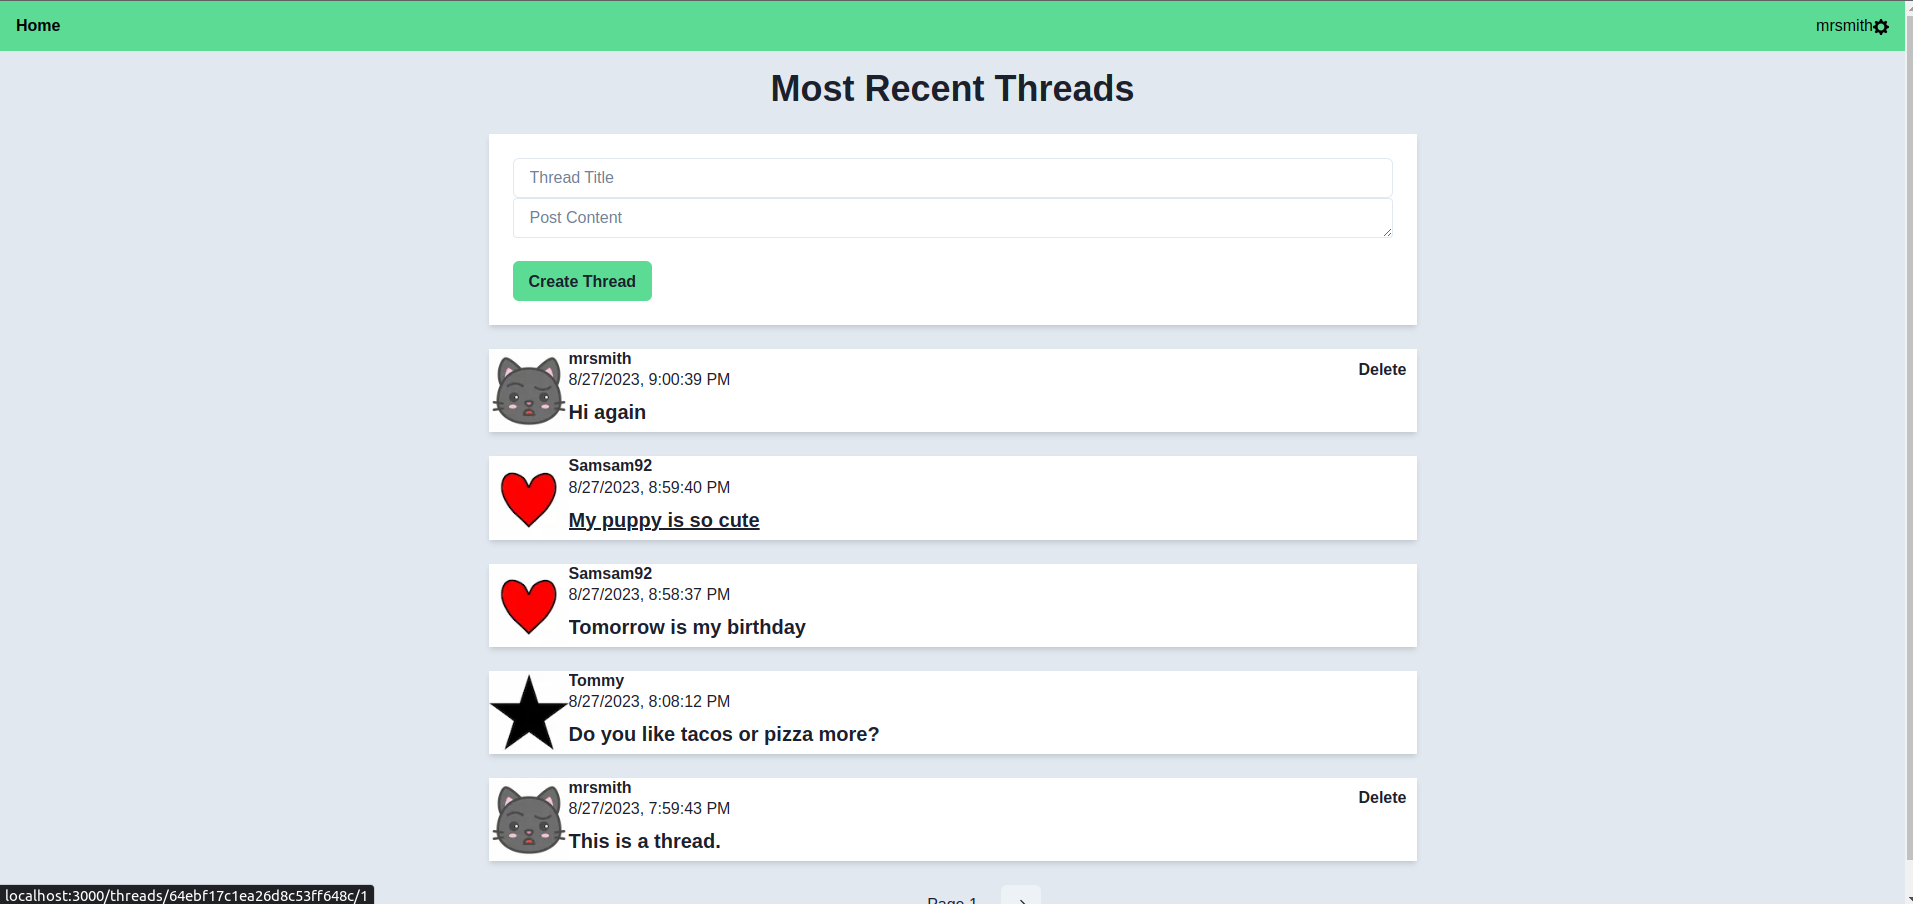 Home
mrsmith
Most Recent Threads
Thread Title
Post Content
Create Thread
mrsmith
8/27/2023, 9:00:39 PM
Delete
Hi again
Samsam92
8/27/2023, 8:59:40 PM
My puppy is so cute
Samsam92
8/27/2023, 8:58:37 PM
Tomorrow is my birthday
Tommy
8/27/2023, 8:08:12 PM
Do you like tacos or pizza more?
mrsmith
8/27/2023, 7:59:43 PM
Delete
This is a thread.
localhost:3000/threads/64ebf17c1ea26d8c53ff648c/1
Page 1